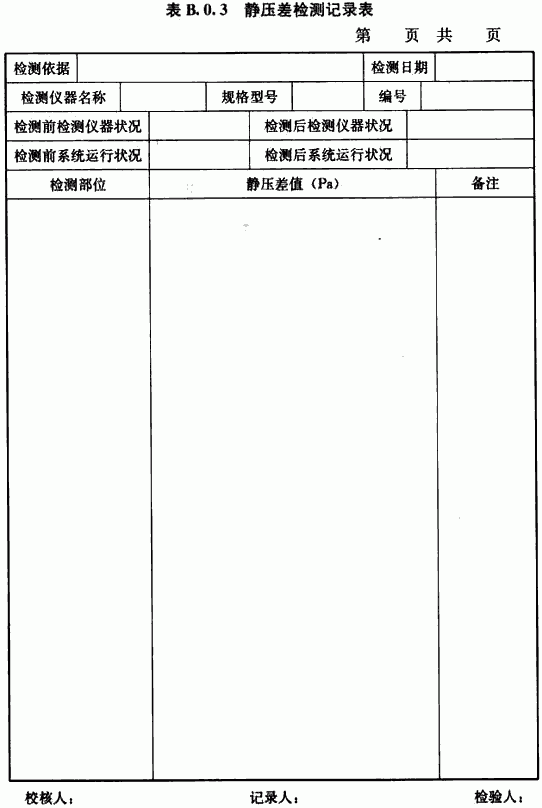 表 B.0.3 静压差检测记录表
第 页 共 页
检测依据 检测日期
检测仪器名称 规格型号 编号
检测前检测仪器状况 检测后检测仪器状况
检测前系统运行状况 检测后系统运行状况
检测部位 静压差值（Pa） 备注
校核人： 记录人： 检验人：